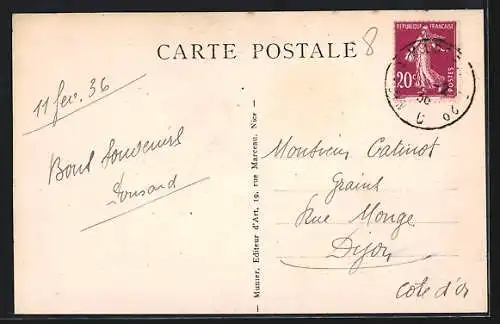 CARTE POSTALE
8
REPUBLIQUE FRANÇAISE
20c
POSTES
11 fev. 36
Bons Souvenirs
Munier, Editeur d'Art, 19, rue Marceau, Nice
Monsieur Catinot
Grains
Rue Monge
Dijon
Côte d'Or